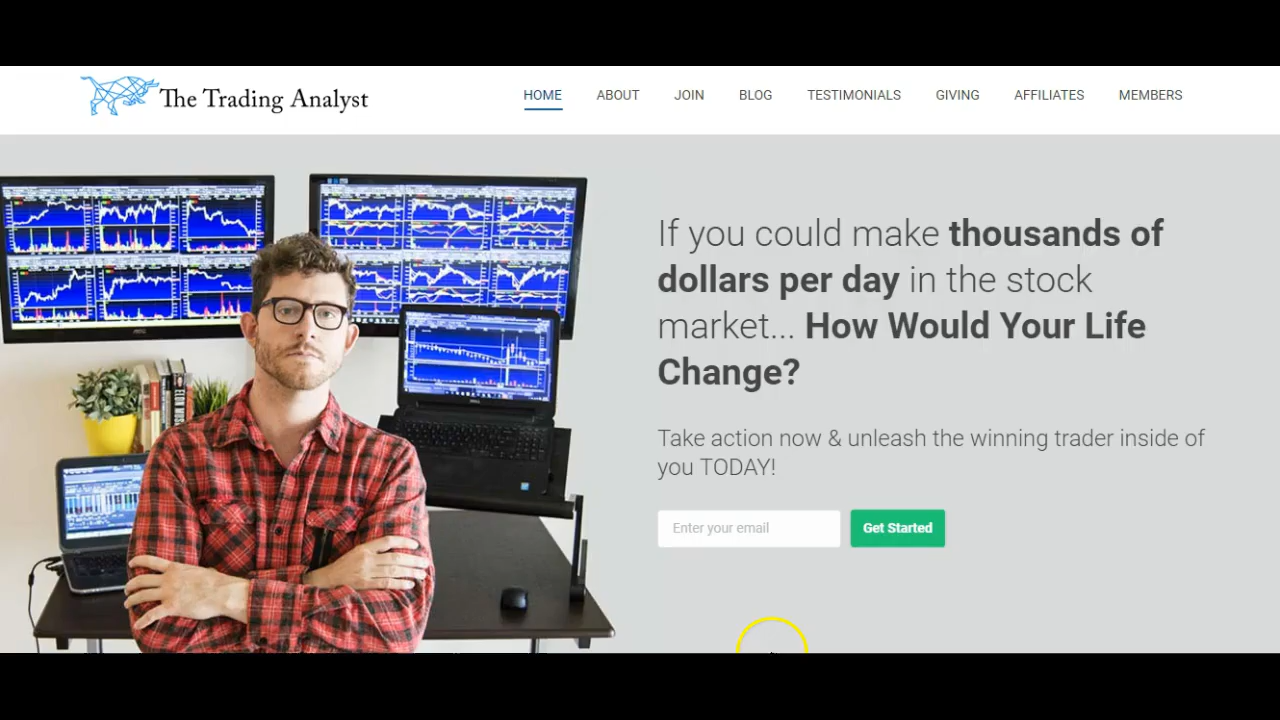 The Trading Analyst
HOME ABOUT JOIN BLOG TESTIMONIALS GIVING AFFILIATES MEMBERS
If you could make thousands of
dollars per day in the stock
market... How Would Your Life
Change?
Take action now & unleash the winning trader inside of
you TODAY!
Enter your email Get Started
ELON MUSK